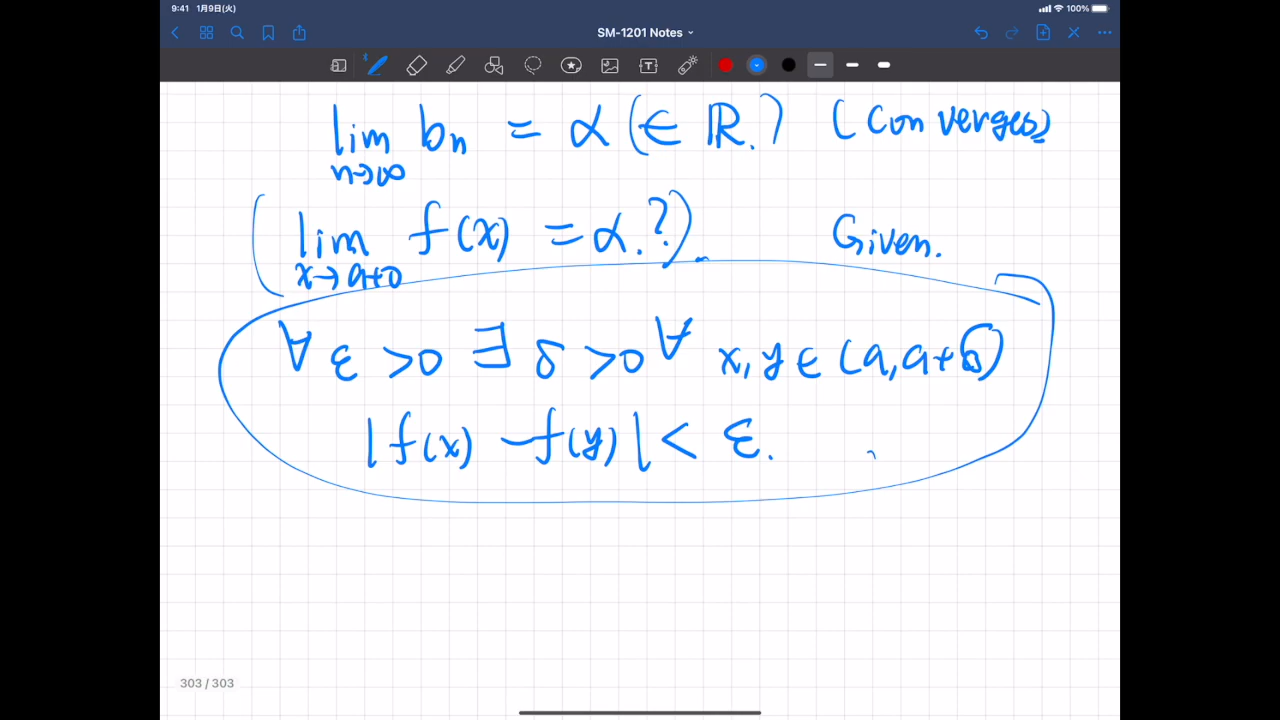 9:41 1月9日(火)
100%
SM-1201 Notes
lim bn = α (∈ ℝ.) (Converges)
n→∞
(lim f(x) = α.?). Given.
x→a+0
∀ε >0 ∃ δ >0 ∀ x, y ∈ (a, a+δ)
|f(x) - f(y)| < ε.
303 / 303